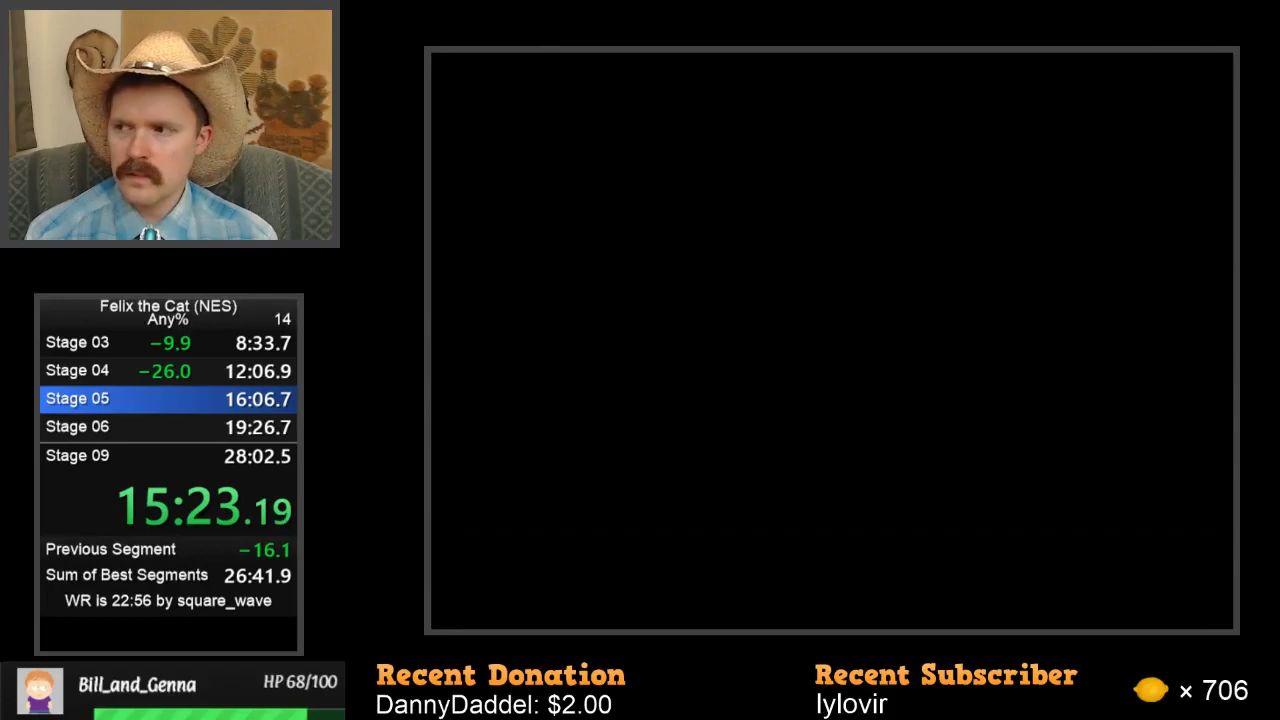 Felix the Cat (NES)
Any% 14
Stage 03 −9.9 8:33.7
Stage 04 −26.0 12:06.9
Stage 05 16:06.7
Stage 06 19:26.7
Stage 09 28:02.5
15:23.19
Previous Segment −16.1
Sum of Best Segments 26:41.9
WR is 22:56 by square_wave
Bill_and_Genna HP 68/100
Recent Donation
DannyDaddel: $2.00
Recent Subscriber
lylovir
× 706